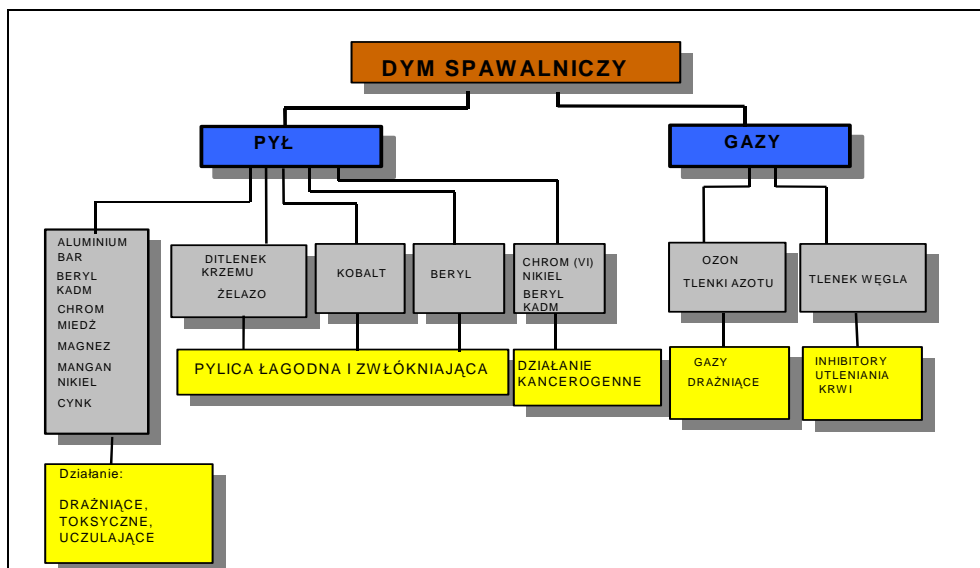 DYM SPAWALNICZY
PYŁ
GAZY
ALUMINIUM
BAR
BERYL
KADM
CHROM
MIEDŹ
MAGNEZ
MANGAN
NIKIEL
CYNK
DITLENEK
KRZEMU
ŻELAZO
KOBALT
BERYL
CHROM (VI)
NIKIEL
BERYL
KADM
OZON
TLENKI AZOTU
TLENEK WĘGLA
PYLICA ŁAGODNA I ZWŁÓKNIAJĄCA
DZIAŁANIE
KANCEROGENNE
GAZY
DRAŻNIĄCE
INHIBITORY
UTLENIANIA
KRWI
Działanie:
DRAŻNIĄCE,
TOKSYCZNE,
UCZULAJĄCE